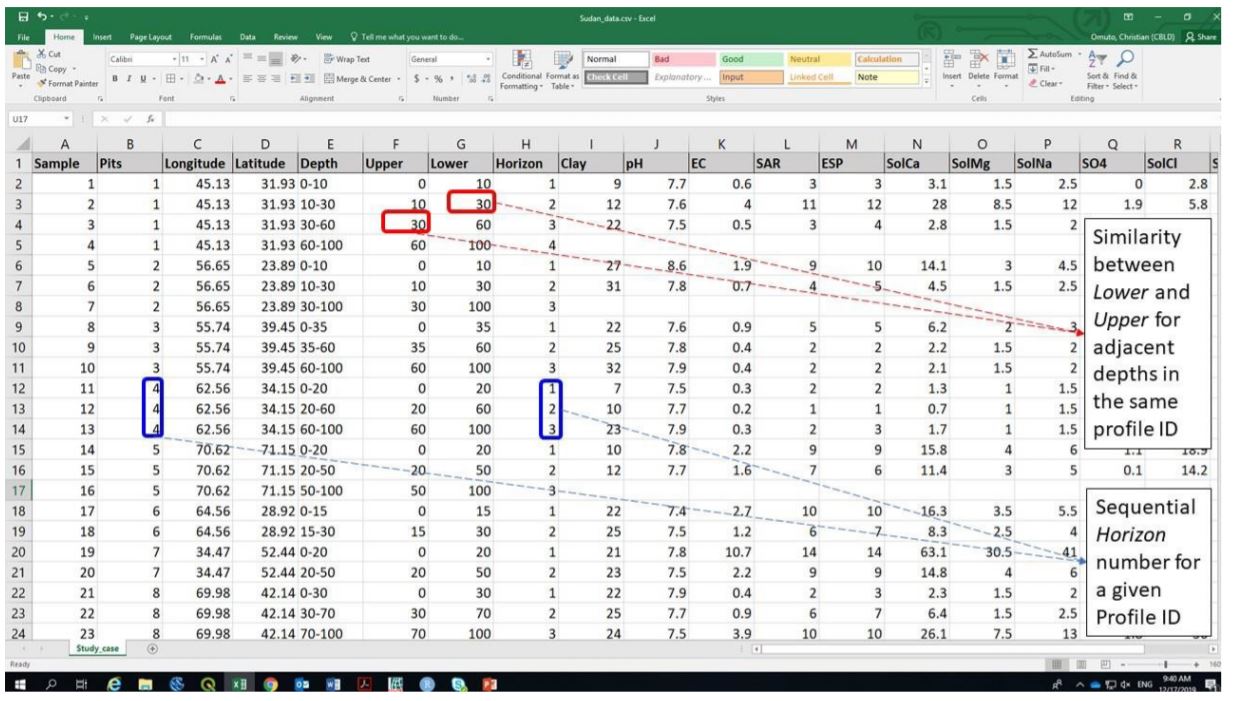 Sudan_data.csv - Excel
Omuto, Christian (CBLD) Share
File Home Insert Page Layout Formulas Data Review View Tell me what you want to do...
Paste Cut Copy Format Painter Clipboard
Calibri 11 A A B I U A Font
Wrap Text Merge & Center Alignment
General $ % , Number
Conditional Formatting Format as Table Normal Bad Good Neutral Calculation
Check Cell Explanatory ... Input Linked Cell Note Styles
Insert Delete Format Cells
AutoSum Fill Clear Sort & Filter Find & Select Editing
U17 fx
A B C D E F G H I J K L M N O P Q R
1 Sample Pits Longitude Latitude Depth Upper Lower Horizon Clay pH EC SAR ESP SolCa SolMg SolNa SO4 SolCl S
2 1 1 45.13 31.93 0-10 0 10 1 9 7.7 0.6 3 3 3.1 1.5 2.5 0 2.8
3 2 1 45.13 31.93 10-30 10 30 2 12 7.6 4 11 12 28 8.5 12 1.9 5.8
4 3 1 45.13 31.93 30-60 30 60 3 22 7.5 0.5 3 4 2.8 1.5 2
5 4 1 45.13 31.93 60-100 60 100 4
6 5 2 56.65 23.89 0-10 0 10 1 27 8.6 1.9 9 10 14.1 3 4.5
7 6 2 56.65 23.89 10-30 10 30 2 31 7.8 0.7 4 5 4.5 1.5 2.5
8 7 2 56.65 23.89 30-100 30 100 3
9 8 3 55.74 39.45 0-35 0 35 1 22 7.6 0.9 5 5 6.2 2 3
10 9 3 55.74 39.45 35-60 35 60 2 25 7.8 0.4 2 2 2.2 1.5 2
11 10 3 55.74 39.45 60-100 60 100 3 32 7.9 0.4 2 2 2.1 1.5 2
12 11 4 62.56 34.15 0-20 0 20 1 7 7.5 0.3 2 2 1.3 1 1.5
13 12 4 62.56 34.15 20-60 20 60 2 10 7.7 0.2 1 1 0.7 1 1.5
14 13 4 62.56 34.15 60-100 60 100 3 23 7.9 0.3 2 3 1.7 1 1.5
15 14 5 70.62 71.15 0-20 0 20 1 10 7.8 2.2 9 9 15.8 4 6
16 15 5 70.62 71.15 20-50 20 50 2 12 7.7 1.6 7 6 11.4 3 5 0.1 14.2
17 16 5 70.62 71.15 50-100 50 100 3
18 17 6 64.56 28.92 0-15 0 15 1 22 7.4 2.7 10 10 16.3 3.5 5.5
19 18 6 64.56 28.92 15-30 15 30 2 25 7.5 1.2 6 7 8.3 2.5 4
20 19 7 34.47 52.44 0-20 0 20 1 21 7.8 10.7 14 14 63.1 30.5 41
21 20 7 34.47 52.44 20-50 20 50 2 23 7.5 2.2 9 9 14.8 4 6
22 21 8 69.98 42.14 0-30 0 30 1 22 7.9 0.4 2 3 2.3 1.5 2
23 22 8 69.98 42.14 30-70 30 70 2 25 7.7 0.9 6 7 6.4 1.5 2.5
24 23 8 69.98 42.14 70-100 70 100 3 24 7.5 3.9 10 10 26.1 7.5 13
Similarity
between
Lower and
Upper for
adjacent
depths in
the same
profile ID
Sequential
Horizon
number for
a given
Profile ID
Study_case
Ready
ENG 9:40 AM
12/17/2019